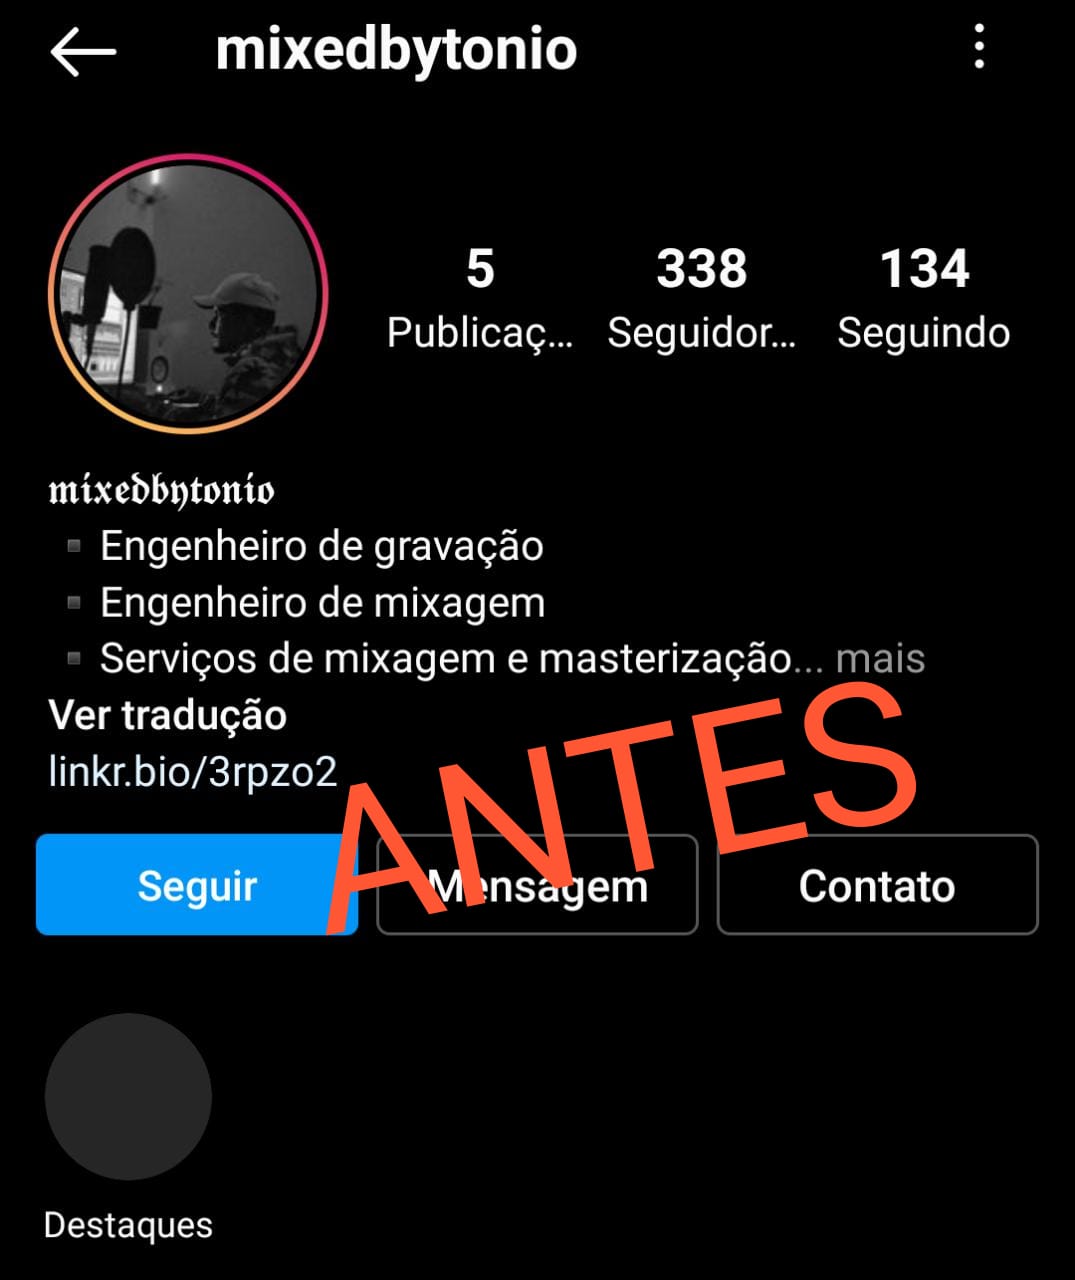 mixedbytonio
5 338 134
Publicaç... Seguidor... Seguindo
𝖒𝖎𝖝𝖊𝖉𝖇𝖞𝖙𝖔𝖓𝖎𝖔
▪ Engenheiro de gravação
▪ Engenheiro de mixagem
▪ Serviços de mixagem e masterização... mais
Ver tradução
linkr.bio/3rpzo2
ANTES
Seguir Mensagem Contato
Destaques